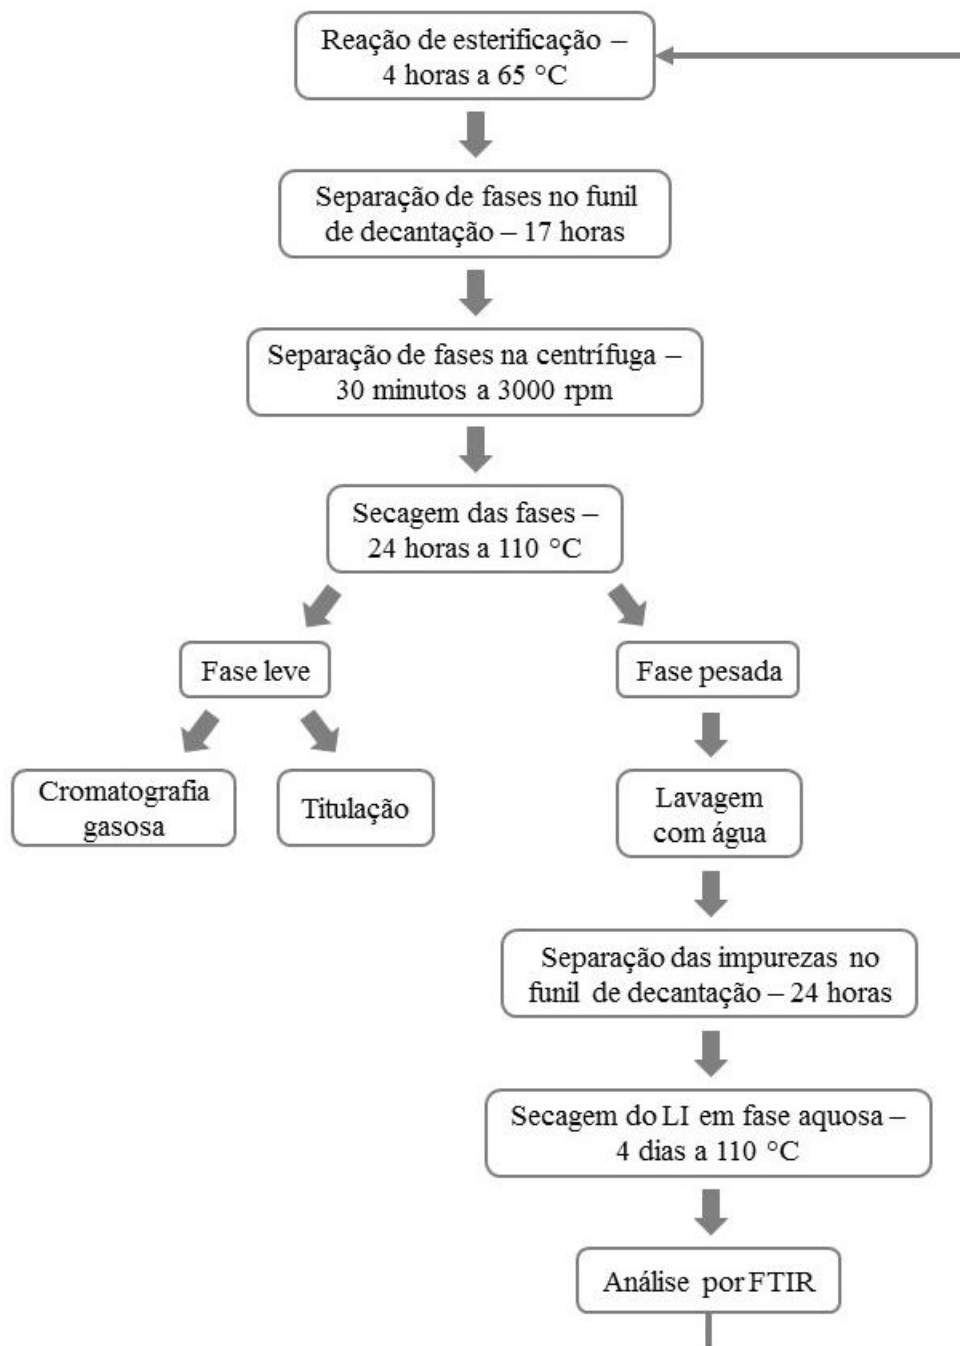 Reação de esterificação –
4 horas a 65 °C
Separação de fases no funil
de decantação – 17 horas
Separação de fases na centrífuga –
30 minutos a 3000 rpm
Secagem das fases –
24 horas a 110 °C
Fase leve
Fase pesada
Cromatografia
gasosa
Titulação
Lavagem
com água
Separação das impurezas no
funil de decantação – 24 horas
Secagem do LI em fase aquosa –
4 dias a 110 °C
Análise por FTIR